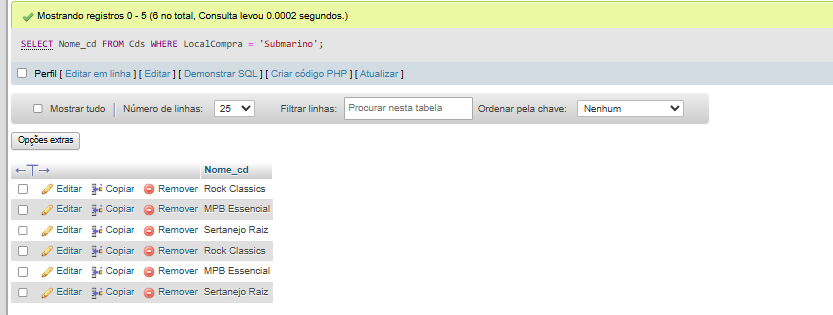 Mostrando registros 0 - 5 (6 no total, Consulta levou 0.0002 segundos.)
SELECT Nome_cd FROM Cds WHERE LocalCompra = 'Submarino';
Perfil [ Editar em linha ] [ Editar ] [ Demonstrar SQL ] [ Criar código PHP ] [ Atualizar ]
Mostrar tudo Número de linhas: 25 Filtrar linhas: Procurar nesta tabela Ordenar pela chave: Nenhum
Opções extras
←T→ Nome_cd
Editar Copiar Remover Rock Classics
Editar Copiar Remover MPB Essencial
Editar Copiar Remover Sertanejo Raiz
Editar Copiar Remover Rock Classics
Editar Copiar Remover MPB Essencial
Editar Copiar Remover Sertanejo Raiz